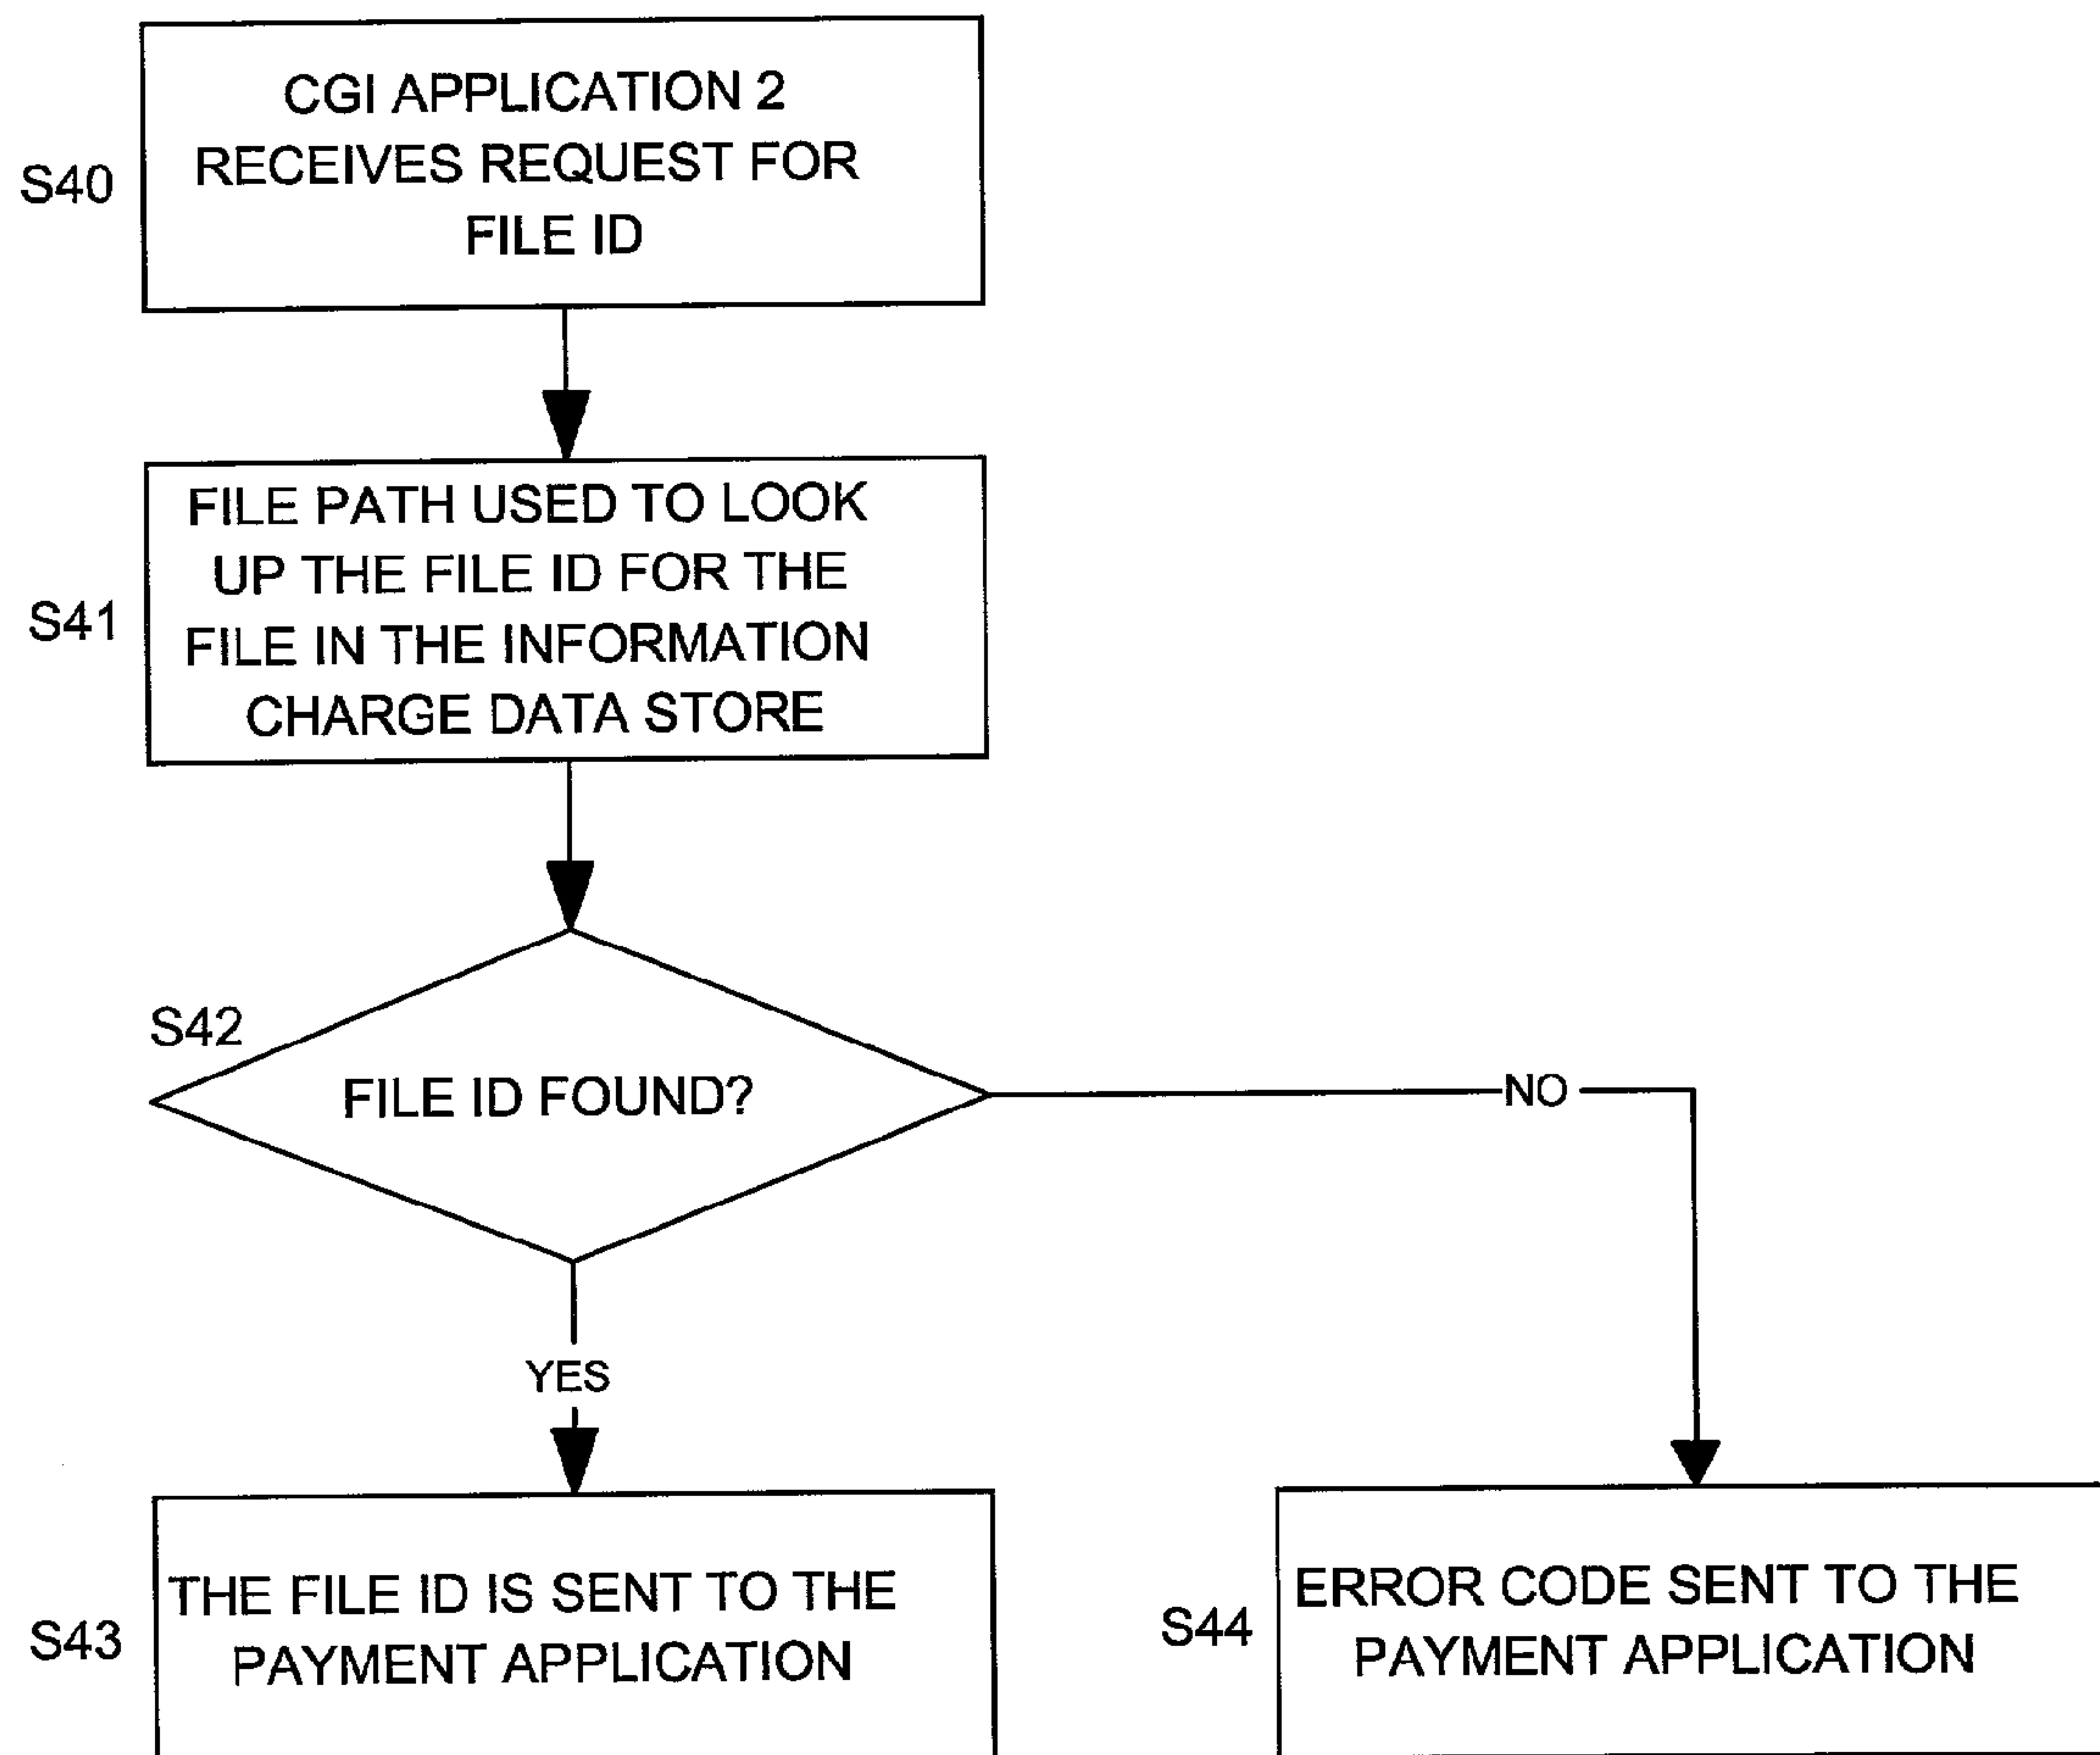 S40
CGI APPLICATION 2
RECEIVES REQUEST FOR
FILE ID
S41
FILE PATH USED TO LOOK
UP THE FILE ID FOR THE
FILE IN THE INFORMATION
CHARGE DATA STORE
S42
FILE ID FOUND?
NO
YES
S43
THE FILE ID IS SENT TO THE
PAYMENT APPLICATION
S44
ERROR CODE SENT TO THE
PAYMENT APPLICATION